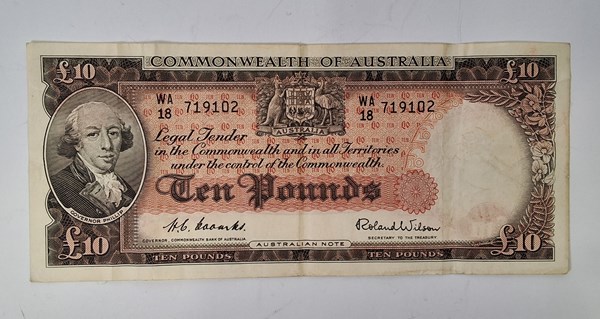 COMMONWEALTH OF AUSTRALIA
£10 £10
WA 18 719102 WA 18 719102
AUSTRALIA
Legal Tender
in the Commonwealth and in all Territories
under the control of the Commonwealth.
Ten Pounds
GOVERNOR PHILLIP
H.C. Coombs. Roland Wilson
GOVERNOR, COMMONWEALTH BANK OF AUSTRALIA. SECRETARY TO THE TREASURY
£10 AUSTRALIAN NOTE £10
TEN POUNDS TEN POUNDS